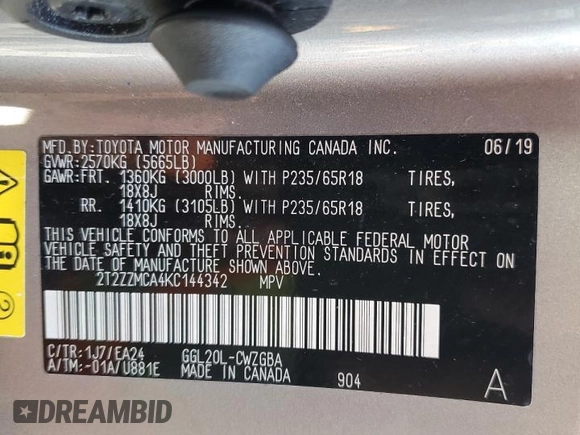 MFD.BY:TOYOTA MOTOR MANUFACTURING CANADA INC. 06/19
GVWR:2570KG (5665LB)
GAWR:FRT. 1360KG (3000LB) WITH P235/65R18 TIRES,
18X8J RIMS.
RR. 1410KG (3105LB) WITH P235/65R18 TIRES,
18X8J RIMS.
THIS VEHICLE CONFORMS TO ALL APPLICABLE FEDERAL MOTOR
VEHICLE SAFETY AND THEFT PREVENTION STANDARDS IN EFFECT
ON THE DATE OF MANUFACTURE SHOWN ABOVE.
2T2ZZMCA4KC144342 MPV
C/TR:1J7/EA24 GGL20L-CWZGBA
A/TM:-01A/U881E MADE IN CANADA 904 A
2
DREAMBID